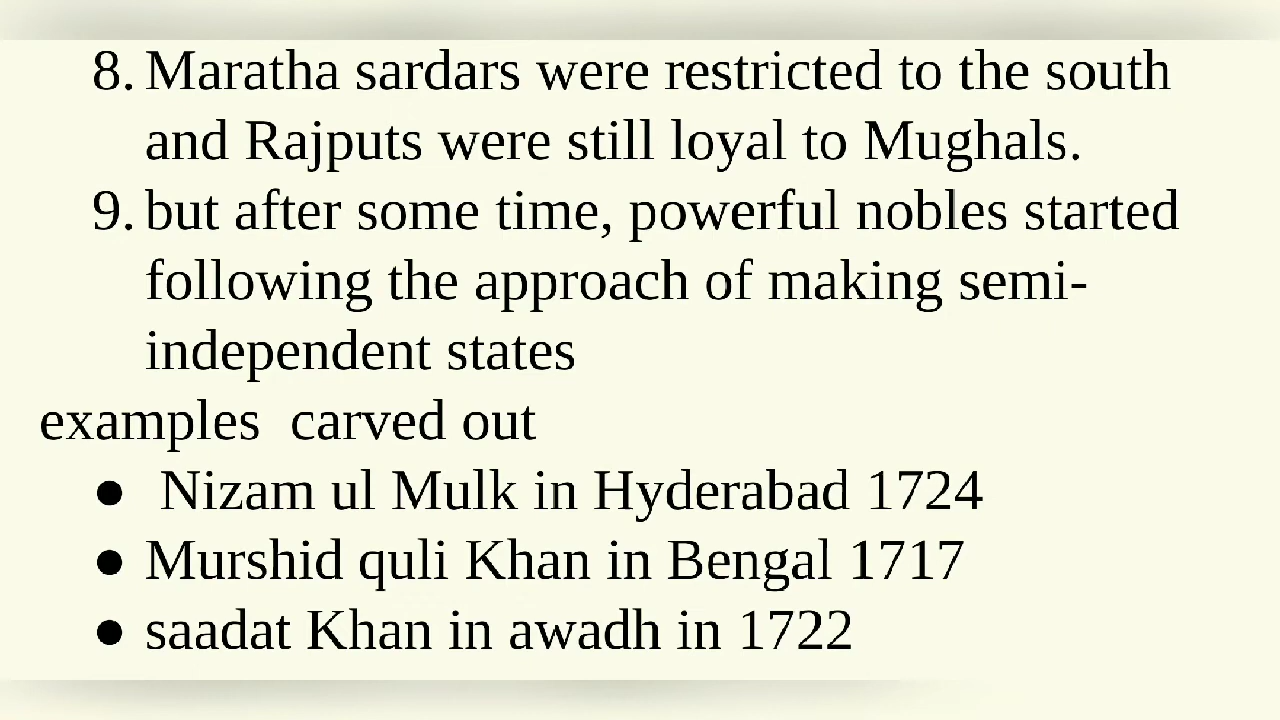 8. Maratha sardars were restricted to the south
and Rajputs were still loyal to Mughals.
9. but after some time, powerful nobles started
following the approach of making semi-
independent states
examples  carved out
● Nizam ul Mulk in Hyderabad 1724
● Murshid quli Khan in Bengal 1717
● saadat Khan in awadh in 1722